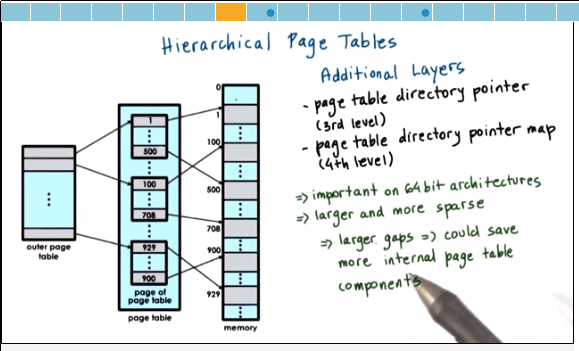 Hierarchical Page Tables
Additional Layers
- page table directory pointer
(3rd level)
- page table directory pointer map
(4th level)
=> important on 64 bit architectures
=> larger and more sparse
=> larger gaps => could save
more internal page table
components
1
500
100
708
929
900
page of
page table
page table
outer page
table
0
1
100
500
708
900
929
memory